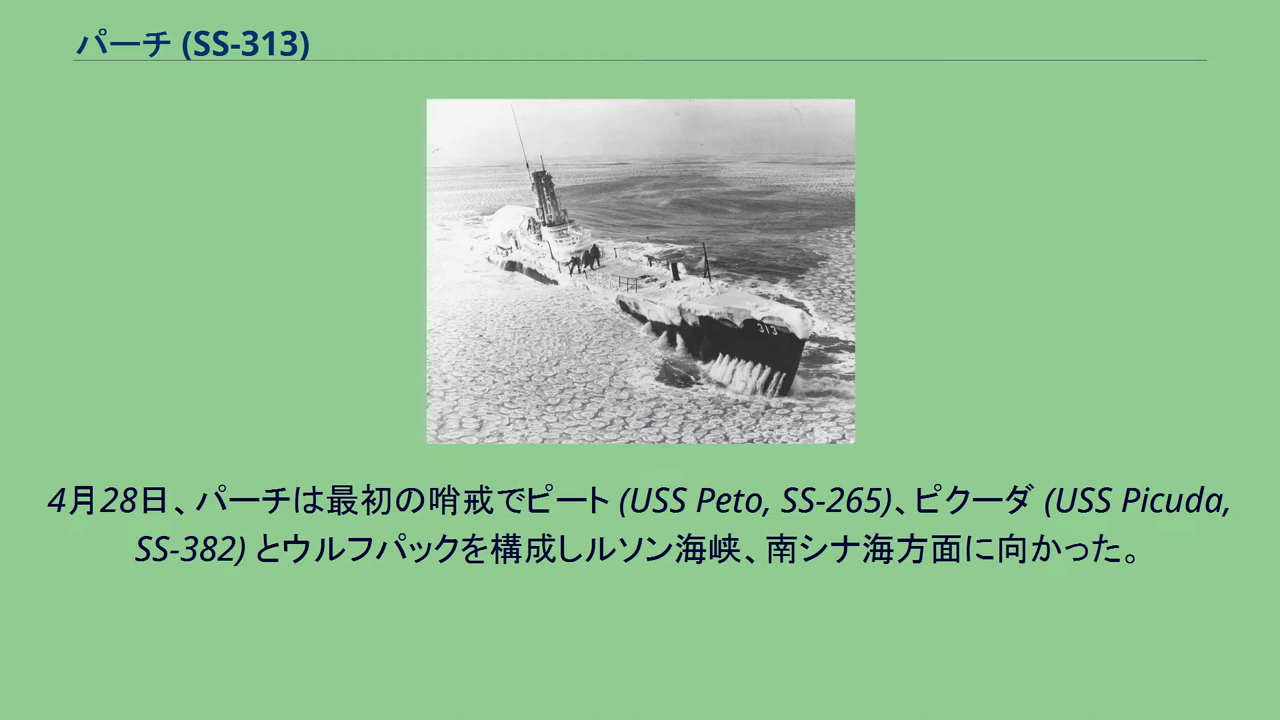 パーチ (SS-313)
313
4月28日、パーチは最初の哨戒でピート (USS Peto, SS-265)、ピクーダ (USS Picuda,
SS-382) とウルフパックを構成しルソン海峡、南シナ海方面に向かった。